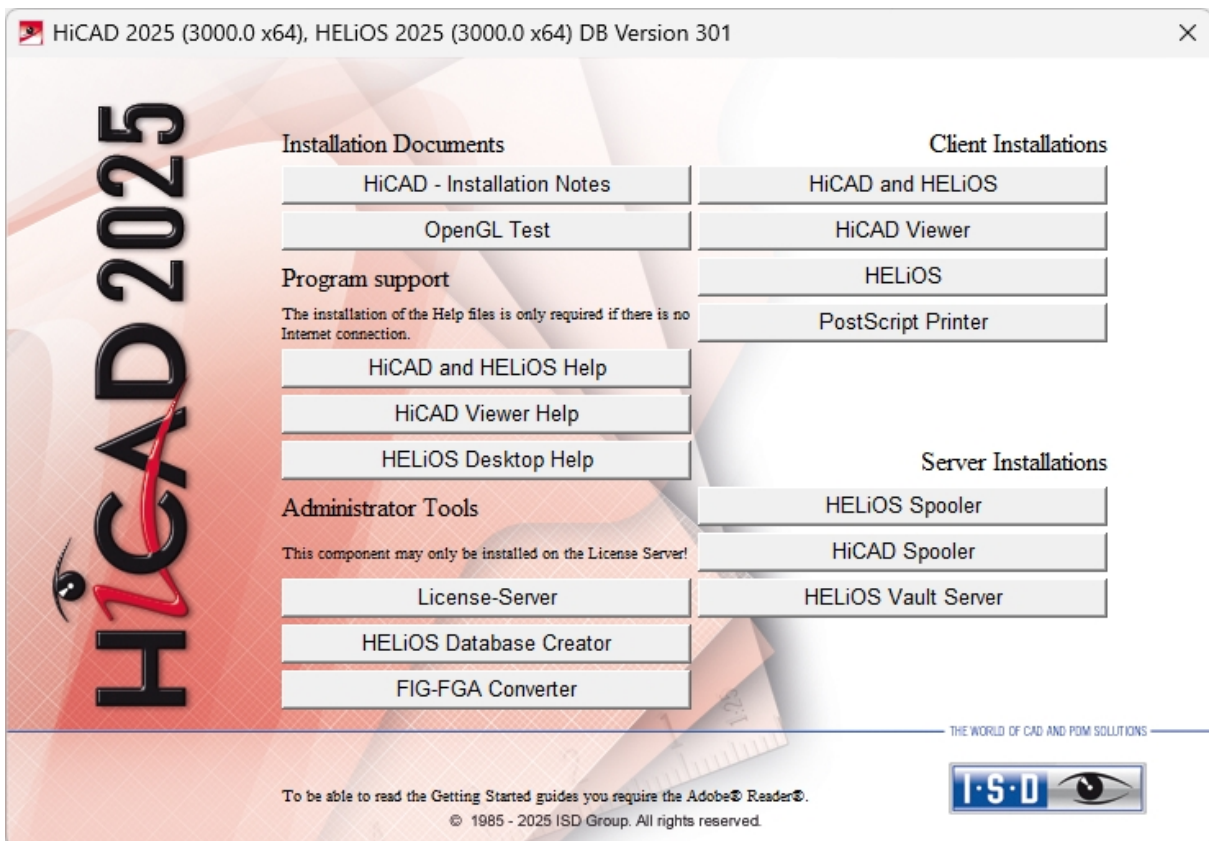 HiCAD 2025 (3000.0 x64), HELiOS 2025 (3000.0 x64) DB Version 301
HiCAD 2025
Installation Documents
HiCAD - Installation Notes
OpenGL Test
Program support
The installation of the Help files is only required if there is no
Internet connection.
HiCAD and HELiOS Help
HiCAD Viewer Help
HELiOS Desktop Help
Administrator Tools
This component may only be installed on the License Server!
License-Server
HELiOS Database Creator
FIG-FGA Converter
Client Installations
HiCAD and HELiOS
HiCAD Viewer
HELiOS
PostScript Printer
Server Installations
HELiOS Spooler
HiCAD Spooler
HELiOS Vault Server
1:25
1
THE WORLD OF CAD AND PDM SOLUTIONS
I·S·D
To be able to read the Getting Started guides you require the Adobe® Reader®.
© 1985 - 2025 ISD Group. All rights reserved.